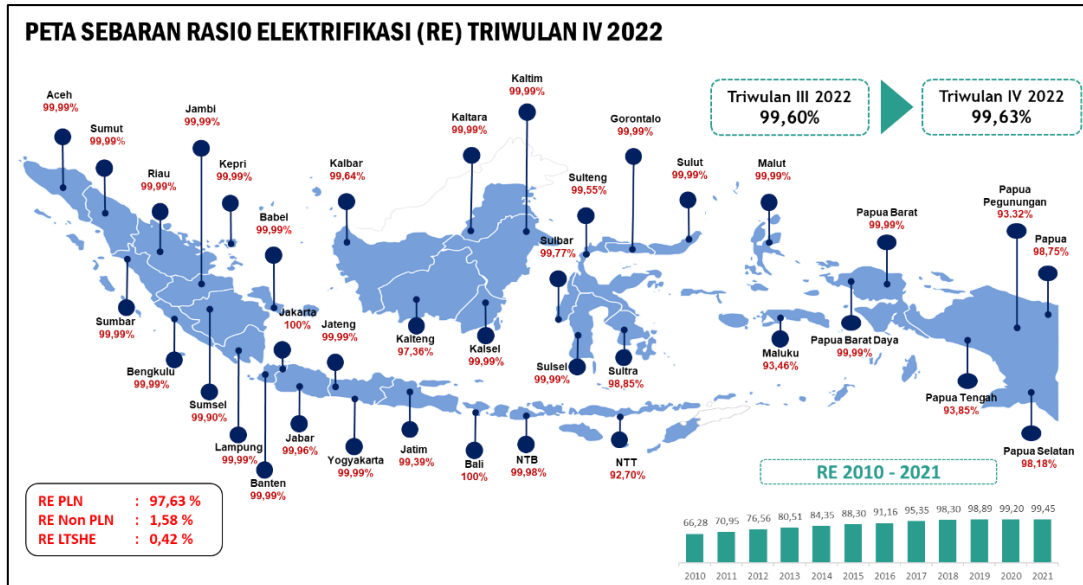 PETA SEBARAN RASIO ELEKTRIFIKASI (RE) TRIWULAN IV 2022
Triwulan III 2022
99,60%
Triwulan IV 2022
99,63%
Aceh
99,99%
Sumut
99,99%
Riau
99,99%
Jambi
99,99%
Kepri
99,99%
Babel
99,99%
Kalbar
99,64%
Kaltara
99,99%
Kaltim
99,99%
Sulteng
99,55%
Gorontalo
99,99%
Sulut
99,99%
Malut
99,99%
Papua Barat
99,99%
Papua
Pegunungan
93.32%
Papua
98,75%
Sulbar
99,77%
Sumbar
99,99%
Bengkulu
99,99%
Sumsel
99,90%
Lampung
99,99%
Banten
99,99%
Jakarta
100%
Jabar
99,96%
Jateng
99,99%
Yogyakarta
99,99%
Jatim
99,39%
Bali
100%
NTB
99,98%
NTT
92,70%
Kalteng
97,36%
Kalsel
99,99%
Sulsel
99,99%
Sultra
98,85%
Maluku
93,46%
Papua Barat Daya
99,99%
Papua Tengah
93,85%
Papua Selatan
98,18%
RE PLN : 97,63 %
RE Non PLN : 1,58 %
RE LTSHE : 0,42 %
RE 2010 - 2021
66,28 70,95 76,56 80,51 84,35 88,30 91,16 95,35 98,30 98,89 99,20 99,45
2010 2011 2012 2013 2014 2015 2016 2017 2018 2019 2020 2021